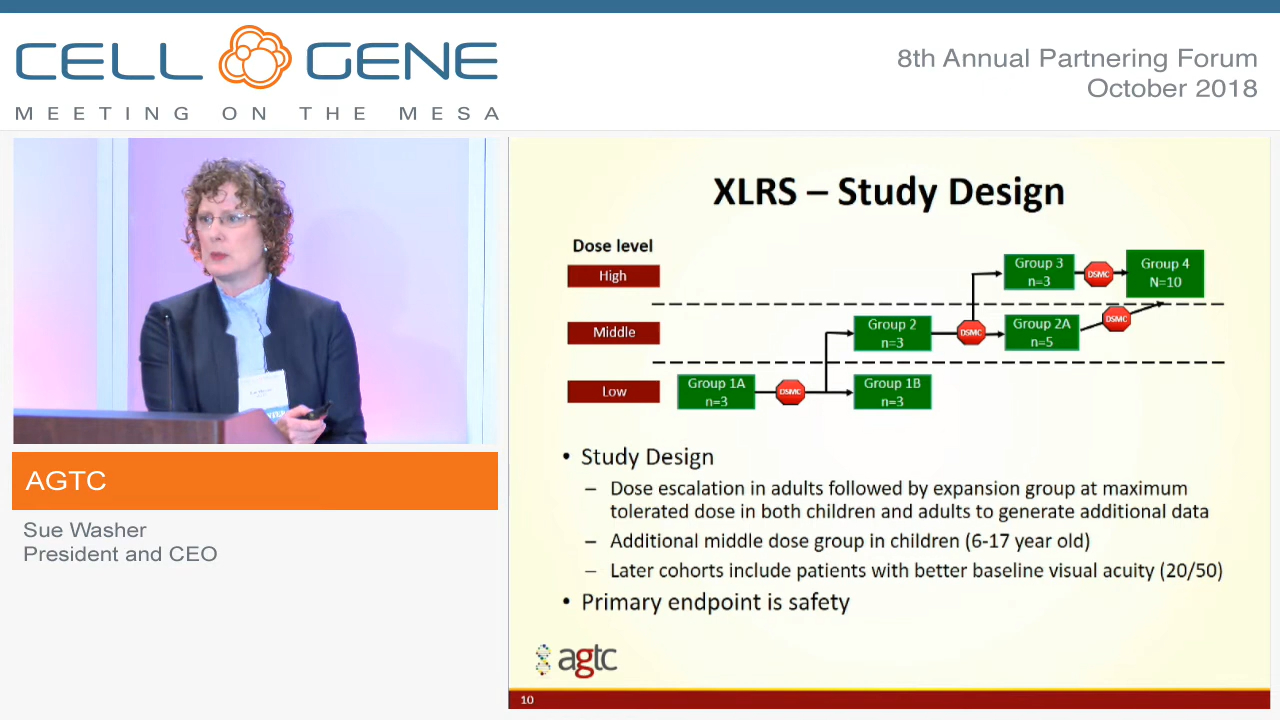 CELL GENE
MEETING ON THE MESA
8th Annual Partnering Forum
October 2018
AGTC
Sue Washer
President and CEO
XLRS – Study Design
Dose level
High
Middle
Low
Group 1A
n=3
DSMC
Group 1B
n=3
Group 2
n=3
DSMC
Group 2A
n=5
DSMC
Group 3
n=3
DSMC
Group 4
N=10
• Study Design
– Dose escalation in adults followed by expansion group at maximum
tolerated dose in both children and adults to generate additional data
– Additional middle dose group in children (6-17 year old)
– Later cohorts include patients with better baseline visual acuity (20/50)
• Primary endpoint is safety
agtc
10